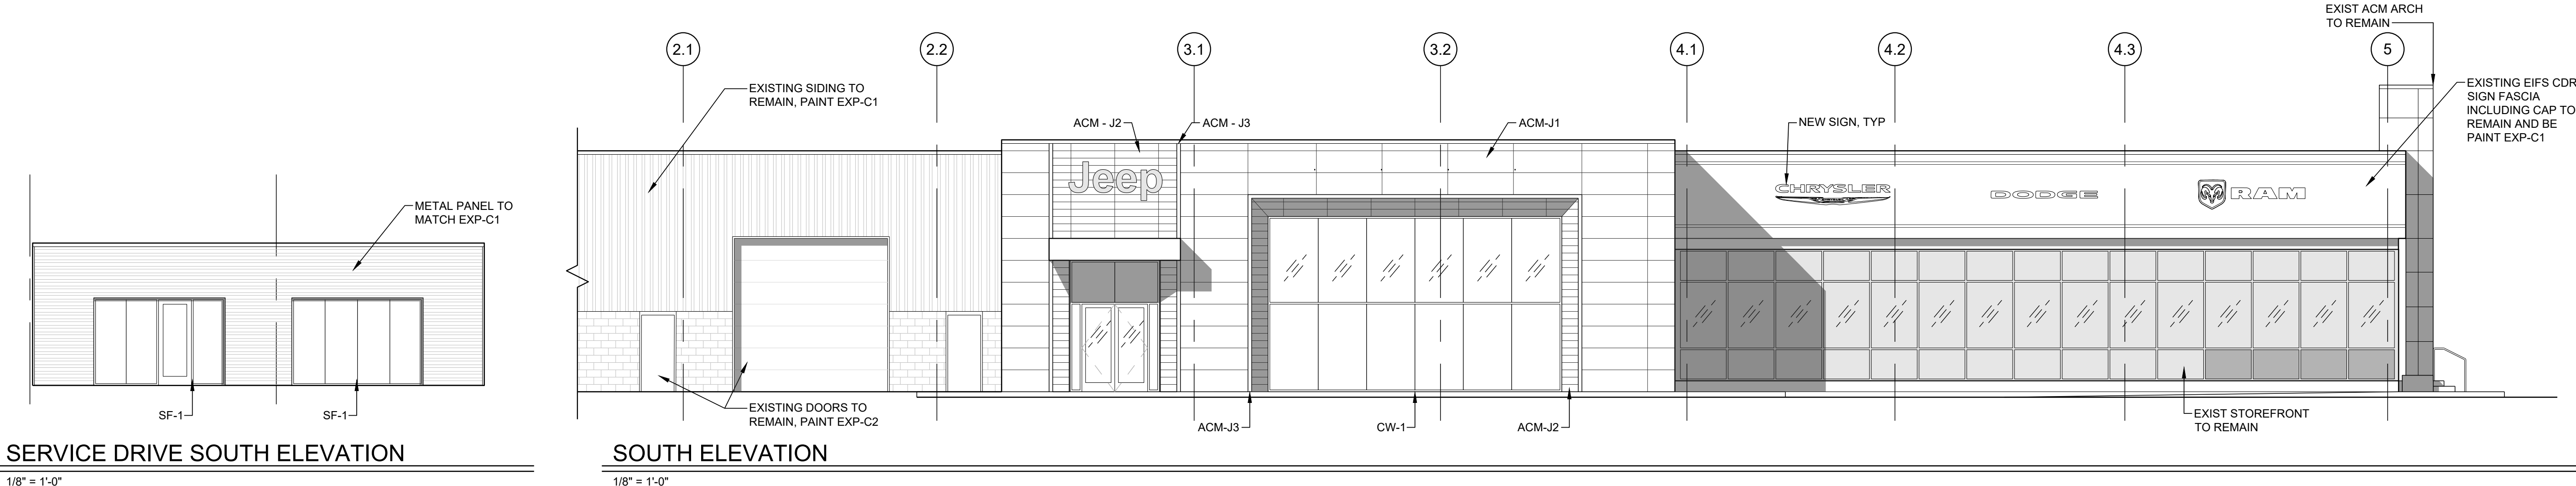 EXIST ACM ARCH
TO REMAIN
2.1
2.2
3.1
3.2
4.1
4.2
4.3
5
EXISTING SIDING TO
REMAIN, PAINT EXP-C1
EXISTING EIFS CDR
SIGN FASCIA
INCLUDING CAP TO
REMAIN AND BE
PAINT EXP-C1
ACM - J2
ACM - J3
ACM-J1
NEW SIGN, TYP
Jeep
CHRYSLER
DODGE
RAM
METAL PANEL TO
MATCH EXP-C1
SF-1
SF-1
EXISTING DOORS TO
REMAIN, PAINT EXP-C2
ACM-J3
CW-1
ACM-J2
EXIST STOREFRONT
TO REMAIN
SERVICE DRIVE SOUTH ELEVATION
1/8" = 1'-0"
SOUTH ELEVATION
1/8" = 1'-0"